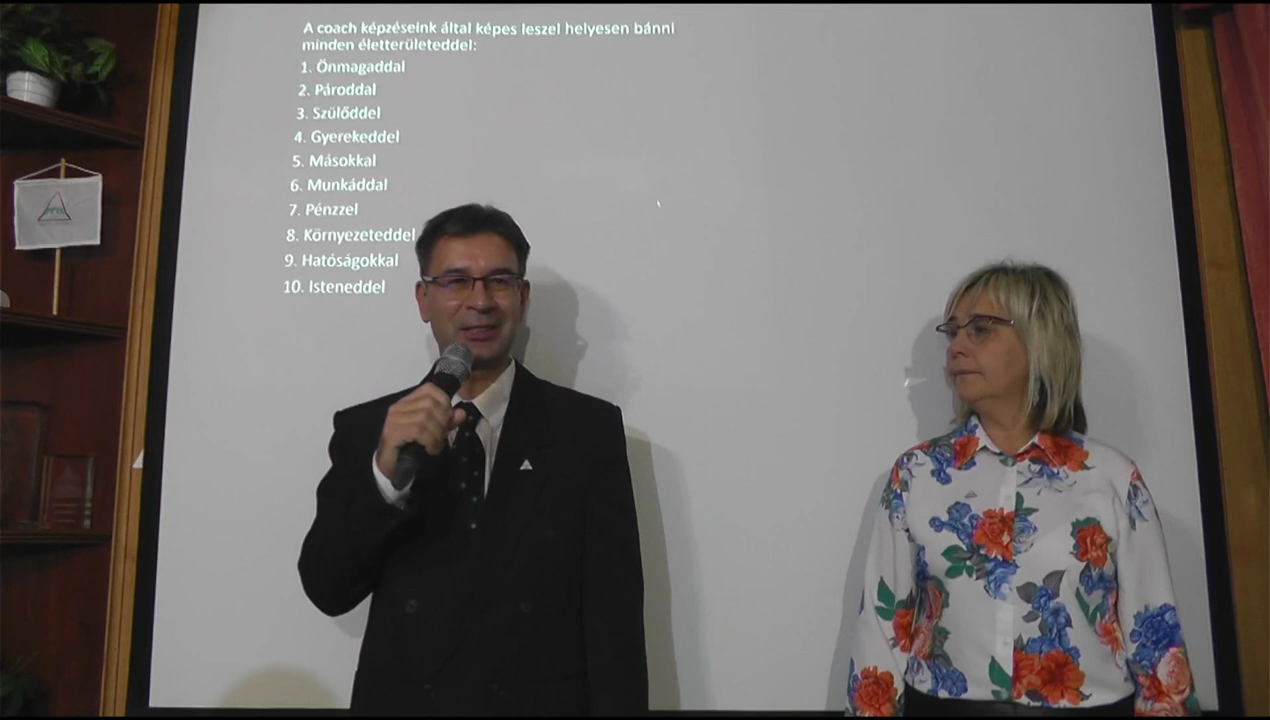 A coach képzéseink által képes leszel helyesen bánni
minden életterületeddel:
1. Önmagaddal
2. Pároddal
3. Szülőddel
4. Gyerekeddel
5. Másokkal
6. Munkáddal
7. Pénzzel
8. Környezeteddel
9. Hatóságokkal
10. Isteneddel